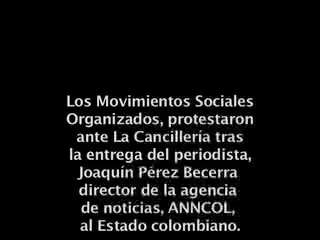 Los Movimientos Sociales
Organizados, protestaron
ante La Cancillería tras
la entrega del periodista,
Joaquín Pérez Becerra
director de la agencia
de noticias, ANNCOL,
al Estado colombiano.